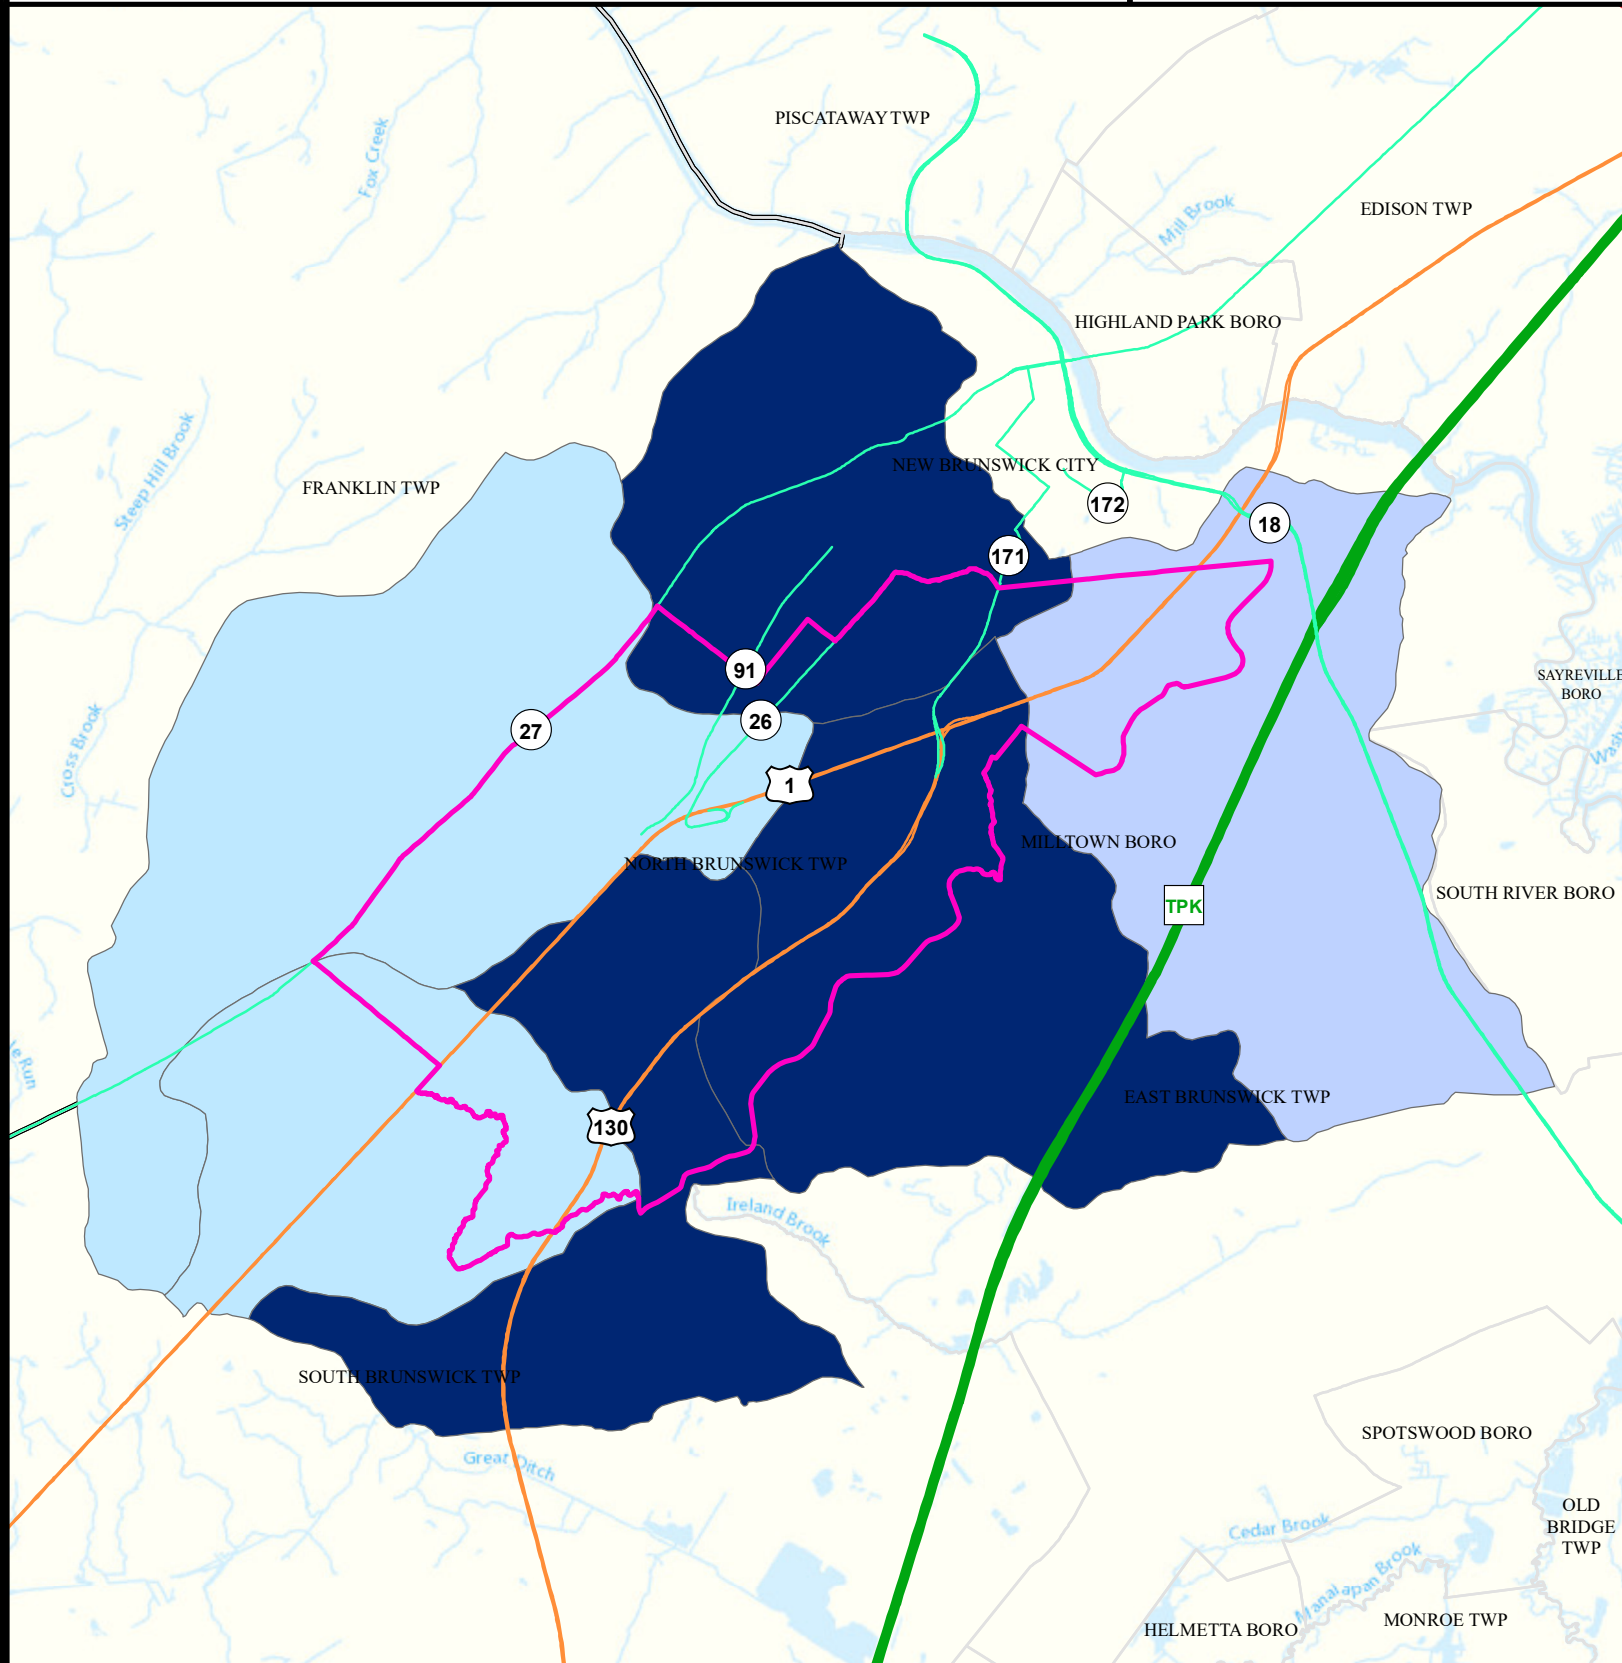 PISCATAWAY TWP
Fox Creek
EDISON TWP
Mill Brook
HIGHLAND PARK BORO
Steep Hill Brook
FRANKLIN TWP
NEW BRUNSWICK CITY
172
18
171
91
SAYREVILLE
BORO
26
27
Cross Brook
1
MILLTOWN BORO
NORTH BRUNSWICK TWP
SOUTH RIVER BORO
TPK
le Run
EAST BRUNSWICK TWP
130
Ireland Brook
SOUTH BRUNSWICK TWP
Great Ditch
SPOTSWOOD BORO
OLD
BRIDGE
TWP
Cedar Brook
Manalapan Brook
MONROE TWP
HELMETTA BORO